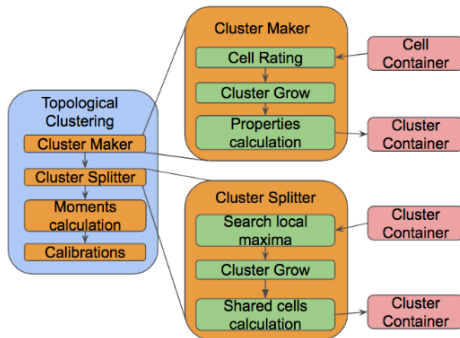 Topological
Clustering
Cluster Maker
Cluster Splitter
Moments
calculation
Calibrations
Cluster Maker
Cell Rating
Cluster Grow
Properties
calculation
Cell
Container
Cluster
Container
Cluster Splitter
Search local
maxima
Cluster Grow
Shared cells
calculation
Cluster
Container
Cluster
Container